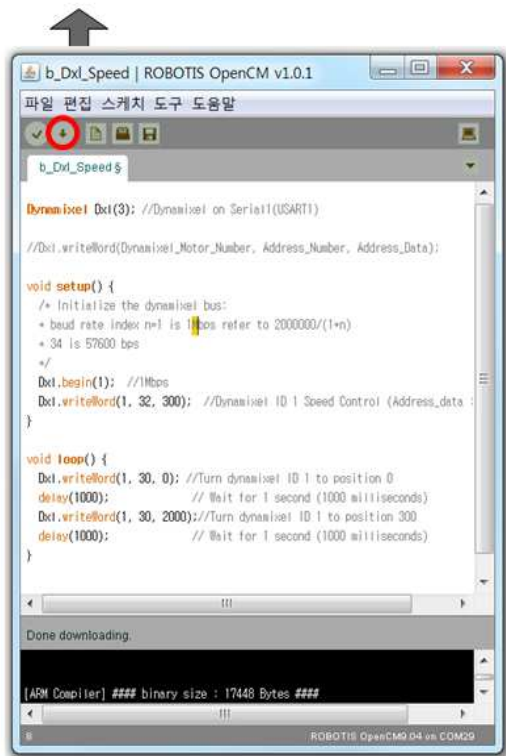 b_Dxl_Speed | ROBOTIS OpenCM v1.0.1
파일 편집 스케치 도구 도움말
b_Dxl_Speed §
Dynamixel Dxl(3); //Dynamixel on Serial1(USART1)
//Dxl.writeWord(Dynamixel_Motor_Number, Address_Number, Address_Data);
void setup() {
/* Initialize the dynamixel bus:
* baud rate index n=1 is 1Mbps refer to 2000000/(1+n)
* 34 is 57600 bps
*/
Dxl.begin(1); //1Mbps
Dxl.writeWord(1, 32, 300); //Dynamixel ID 1 Speed Control (Address_data :
}
void loop() {
Dxl.writeWord(1, 30, 0); //Turn dynamixel ID 1 to position 0
delay(1000); // Wait for 1 second (1000 milliseconds)
Dxl.writeWord(1, 30, 2000);//Turn dynamixel ID 1 to position 300
delay(1000); // Wait for 1 second (1000 milliseconds)
}
Done downloading.
[ARM Compiler] #### binary size : 17448 Bytes ####
8 ROBOTIS OpenCM9.04 on COM29